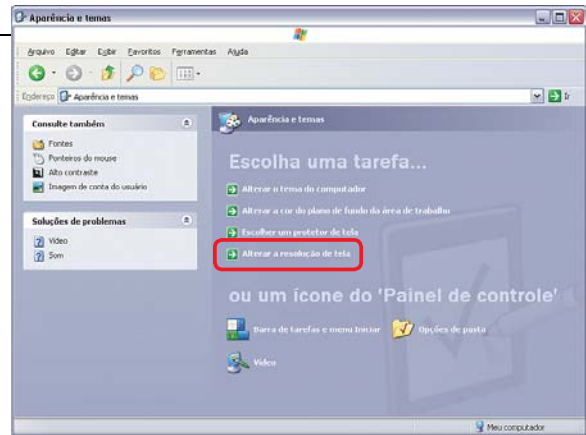 Aparência e temas
Arquivo Editar Exibir Favoritos Ferramentas Ajuda
Endereço Aparência e temas Ir
Consulte também
Fontes
Ponteiros do mouse
Alto contraste
Imagem de conta do usuário
Soluções de problemas
Vídeo
Som
Aparência e temas
Escolha uma tarefa...
Alterar o tema do computador
Alterar a cor do plano de fundo da área de trabalho
Escolher um protetor de tela
Alterar a resolução de tela
ou um ícone do 'Painel de controle'
Barra de tarefas e menu Iniciar
Opções de pasta
Vídeo
Meu computador